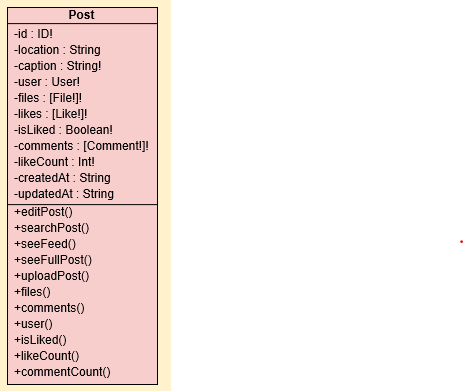 Post
-id : ID!
-location : String
-caption : String!
-user : User!
-files : [File!]!
-likes : [Like!]!
-isLiked : Boolean!
-comments : [Comment!]!
-likeCount : Int!
-createdAt : String
-updatedAt : String
+editPost()
+searchPost()
+seeFeed()
+seeFullPost()
+uploadPost()
+files()
+comments()
+user()
+isLiked()
+likeCount()
+commentCount()